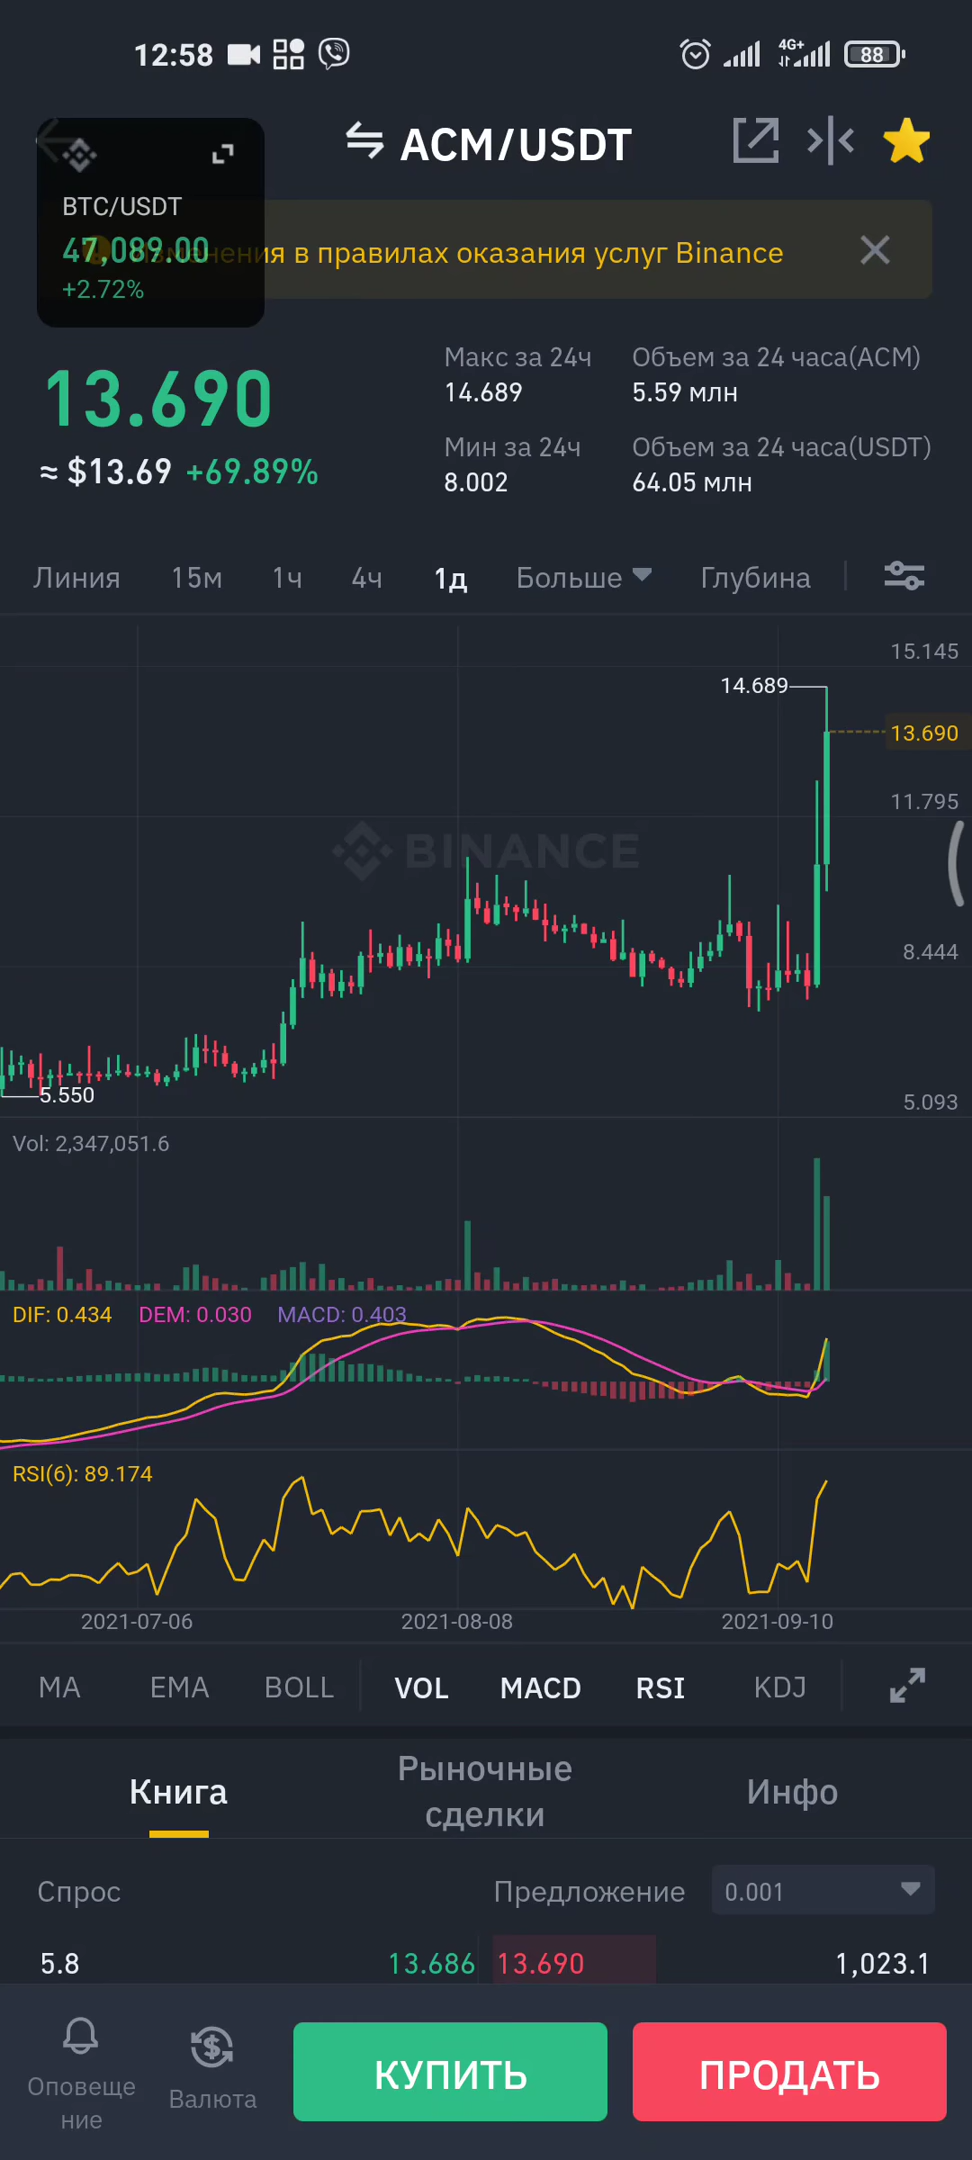 12:58
4G+
88
ACM/USDT
BTC/USDT
47,089.00
+2.72%
в правилах оказания услуг Binance
13.690
≈ $13.69 +69.89%
Макс за 24ч
14.689
Мин за 24ч
8.002
Объем за 24 часа(ACM)
5.59 млн
Объем за 24 часа(USDT)
64.05 млн
Линия 15м 1ч 4ч 1д Больше Глубина
15.145
14.689
13.690
11.795
BINANCE
8.444
5.550
5.093
Vol: 2,347,051.6
DIF: 0.434 DEM: 0.030 MACD: 0.403
RSI(6): 89.174
2021-07-06 2021-08-08 2021-09-10
MA EMA BOLL VOL MACD RSI KDJ
Книга
Рыночные
сделки
Инфо
Спрос Предложение 0.001
5.8 13.686 13.690 1,023.1
Оповеще
ние
Валюта
КУПИТЬ
ПРОДАТЬ